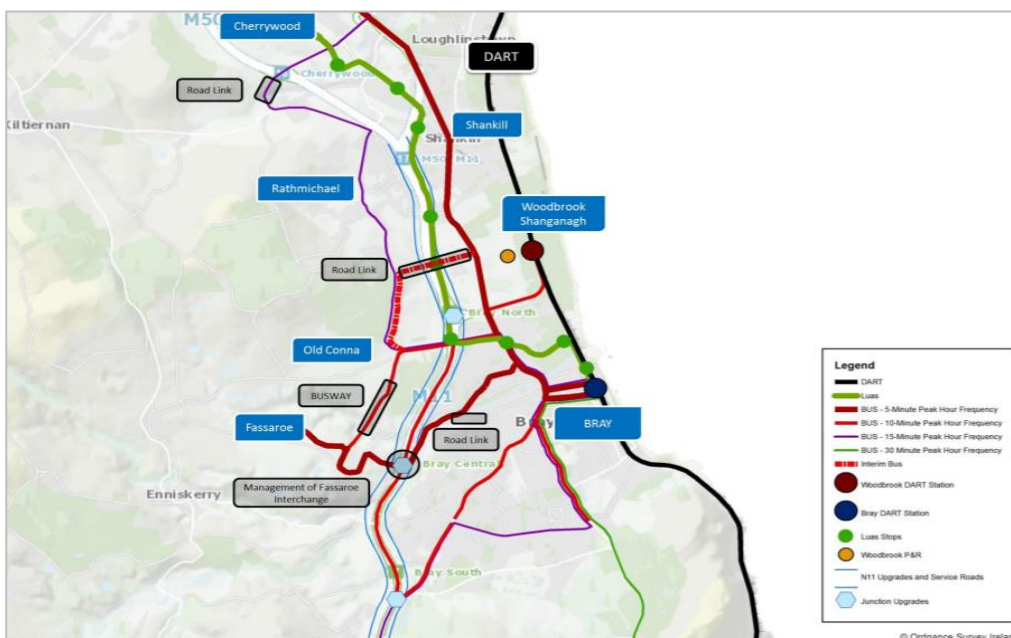 M50
Cherrywood
Loughlinstown
DART
Cherrywood
Road Link
Kiltiernan
Shankill
Shankill
M50/M11
Rathmichael
Woodbrook
Shanganagh
Road Link
Bray North
Old Conna
BUSWAY
M11
Fassaroe
Bray
BRAY
Road Link
Bray Central
Management of Fassaroe
Interchange
Enniskerry
Bray South
Legend
DART
Luas
BUS - 5-Minute Peak Hour Frequency
BUS - 10-Minute Peak Hour Frequency
BUS - 15-Minute Peak Hour Frequency
BUS - 30 Minute Peak Hour Frequency
Interim Bus
Woodbrook DART Station
Bray DART Station
Luas Stops
Woodbrook P&R
N11 Upgrades and Service Roads
Junction Upgrades
© Ordnance Survey Irelan